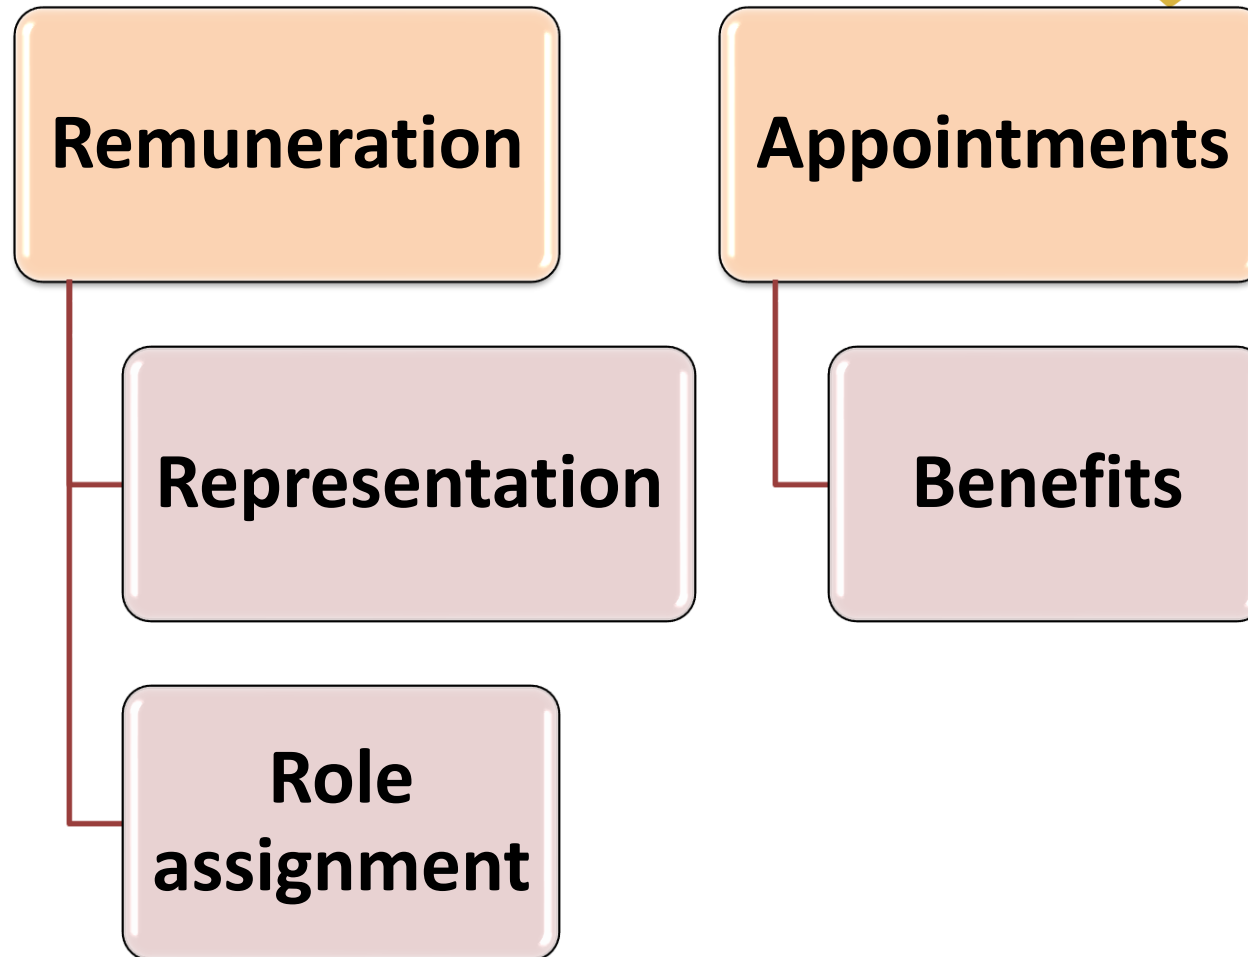 Remuneration
Representation
Role
assignment
Appointments
Benefits